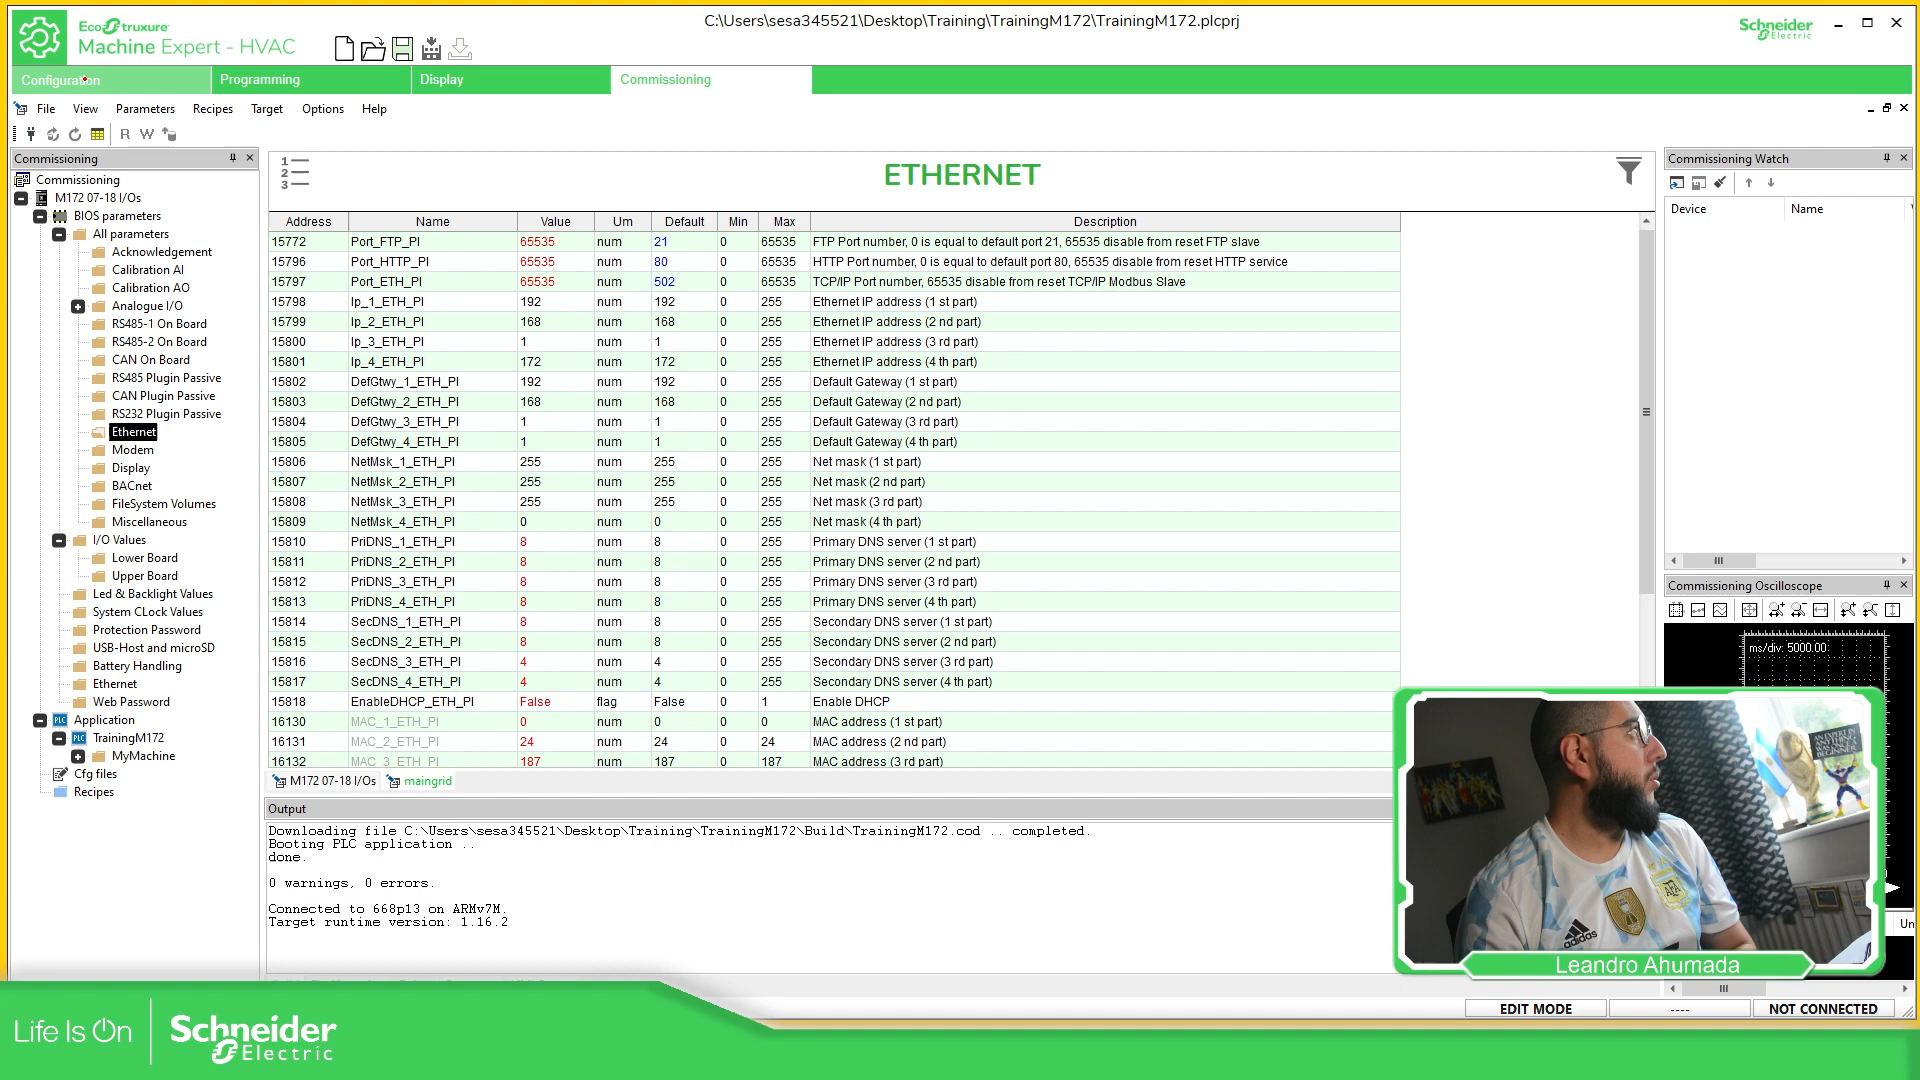 C:\Users\sesa345521\Desktop\Training\TrainingM172\TrainingM172.plcprj
EcoStruxure
Machine Expert - HVAC
Schneider Electric
Configuration Programming Display Commissioning
File View Parameters Recipes Target Options Help
R W
Commissioning
Commissioning
M172 07-18 I/Os
BIOS parameters
All parameters
Acknowledgement
Calibration AI
Calibration AO
Analogue I/O
RS485-1 On Board
RS485-2 On Board
CAN On Board
RS485 Plugin Passive
CAN Plugin Passive
RS232 Plugin Passive
Ethernet
Modem
Display
BACnet
FileSystem Volumes
Miscellaneous
I/O Values
Lower Board
Upper Board
Led & Backlight Values
System CLock Values
Protection Password
USB-Host and microSD
Battery Handling
Ethernet
Web Password
Application
TrainingM172
MyMachine
Cfg files
Recipes
ETHERNET
Address Name Value Um Default Min Max Description
15772 Port_FTP_PI 65535 num 21 0 65535 FTP Port number, 0 is equal to default port 21, 65535 disable from reset FTP slave
15796 Port_HTTP_PI 65535 num 80 0 65535 HTTP Port number, 0 is equal to default port 80, 65535 disable from reset HTTP service
15797 Port_ETH_PI 65535 num 502 0 65535 TCP/IP Port number, 65535 disable from reset TCP/IP Modbus Slave
15798 Ip_1_ETH_PI 192 num 192 0 255 Ethernet IP address (1 st part)
15799 Ip_2_ETH_PI 168 num 168 0 255 Ethernet IP address (2 nd part)
15800 Ip_3_ETH_PI 1 num 1 0 255 Ethernet IP address (3 rd part)
15801 Ip_4_ETH_PI 172 num 172 0 255 Ethernet IP address (4 th part)
15802 DefGtwy_1_ETH_PI 192 num 192 0 255 Default Gateway (1 st part)
15803 DefGtwy_2_ETH_PI 168 num 168 0 255 Default Gateway (2 nd part)
15804 DefGtwy_3_ETH_PI 1 num 1 0 255 Default Gateway (3 rd part)
15805 DefGtwy_4_ETH_PI 1 num 1 0 255 Default Gateway (4 th part)
15806 NetMsk_1_ETH_PI 255 num 255 0 255 Net mask (1 st part)
15807 NetMsk_2_ETH_PI 255 num 255 0 255 Net mask (2 nd part)
15808 NetMsk_3_ETH_PI 255 num 255 0 255 Net mask (3 rd part)
15809 NetMsk_4_ETH_PI 0 num 0 0 255 Net mask (4 th part)
15810 PriDNS_1_ETH_PI 8 num 8 0 255 Primary DNS server (1 st part)
15811 PriDNS_2_ETH_PI 8 num 8 0 255 Primary DNS server (2 nd part)
15812 PriDNS_3_ETH_PI 8 num 8 0 255 Primary DNS server (3 rd part)
15813 PriDNS_4_ETH_PI 8 num 8 0 255 Primary DNS server (4 th part)
15814 SecDNS_1_ETH_PI 8 num 8 0 255 Secondary DNS server (1 st part)
15815 SecDNS_2_ETH_PI 8 num 8 0 255 Secondary DNS server (2 nd part)
15816 SecDNS_3_ETH_PI 4 num 4 0 255 Secondary DNS server (3 rd part)
15817 SecDNS_4_ETH_PI 4 num 4 0 255 Secondary DNS server (4 th part)
15818 EnableDHCP_ETH_PI False flag False 0 1 Enable DHCP
16130 MAC_1_ETH_PI 0 num 0 0 0 MAC address (1 st part)
16131 MAC_2_ETH_PI 24 num 24 0 24 MAC address (2 nd part)
16132 MAC_3_ETH_PI 187 num 187 0 187 MAC address (3 rd part)
M172 07-18 I/Os maingrid
Output
Downloading file C:\Users\sesa345521\Desktop\Training\TrainingM172\Build\TrainingM172.cod .. completed.
Booting PLC application ..
done.
0 warnings, 0 errors.
Connected to 668p13 on ARMv7M.
Target runtime version: 1.16.2
Commissioning Watch
Device Name
Commissioning Oscilloscope
ms/div: 5000.00
Un
AN EXPERT IN ANYTHING WAS ONCE A BEGINNER
adidas
AFA
Leandro Ahumada
EDIT MODE ---- NOT CONNECTED
Life Is On
Schneider Electric